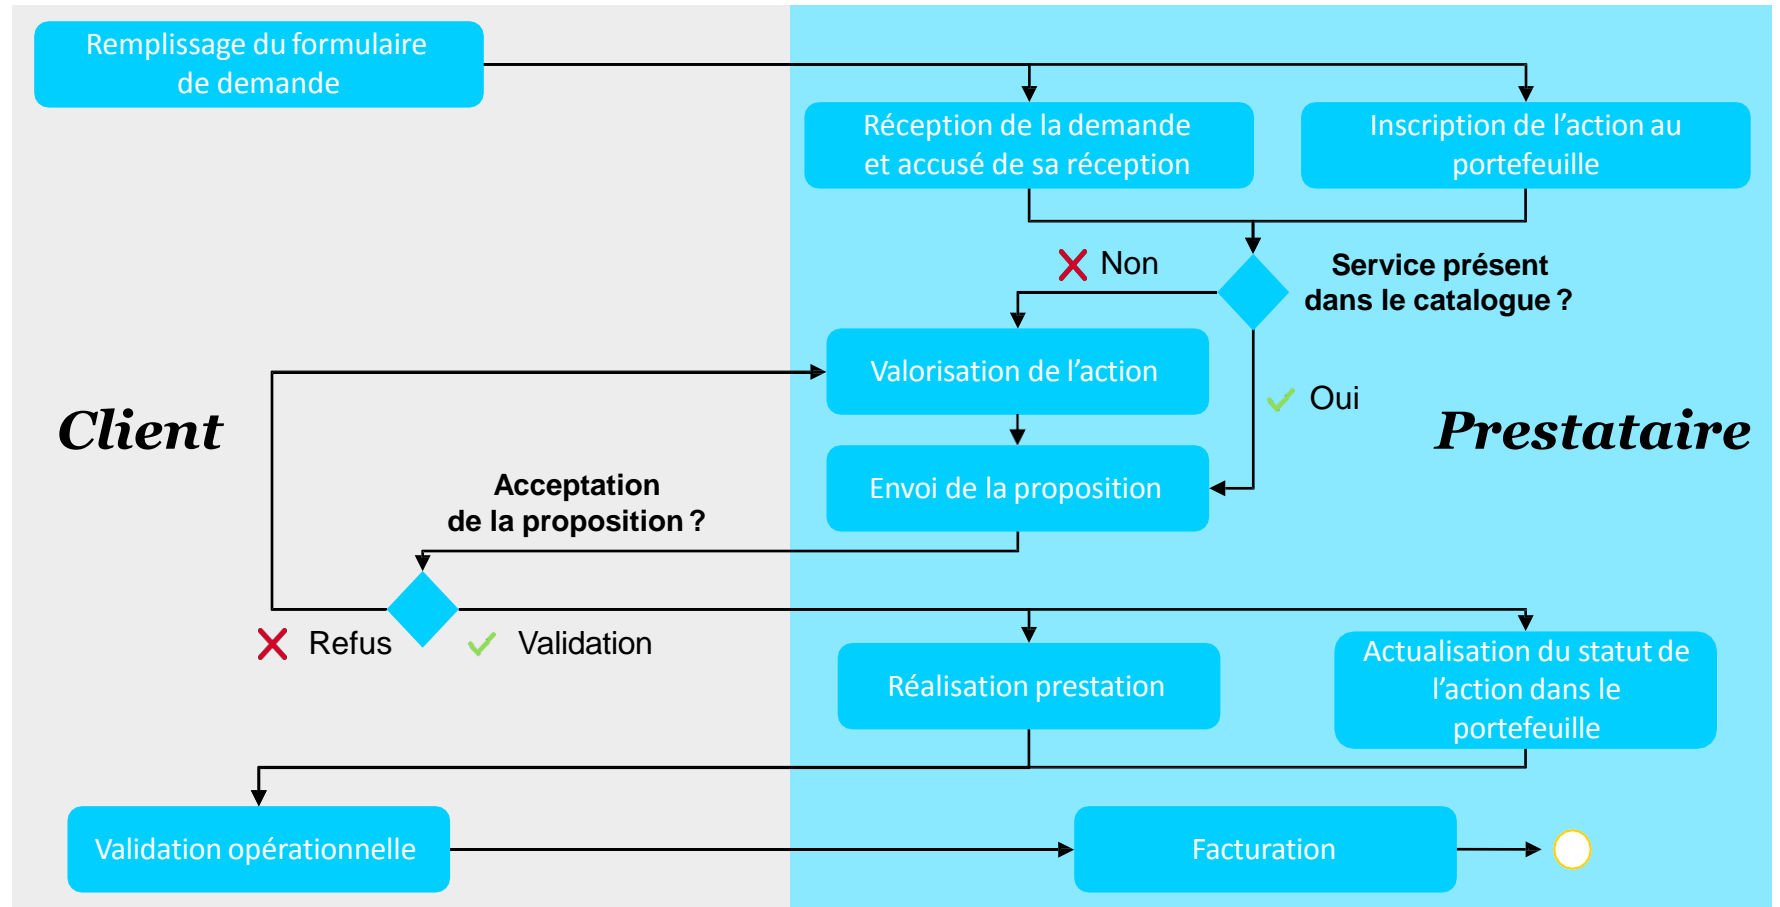 Remplissage du formulaire
de demande
Réception de la demande
et accusé de sa réception
Inscription de l’action au
portefeuille
Non
Service présent
dans le catalogue ?
Valorisation de l’action
Oui
Client
Prestataire
Acceptation
de la proposition ?
Envoi de la proposition
Refus
Validation
Réalisation prestation
Actualisation du statut de
l’action dans le
portefeuille
Validation opérationnelle
Facturation